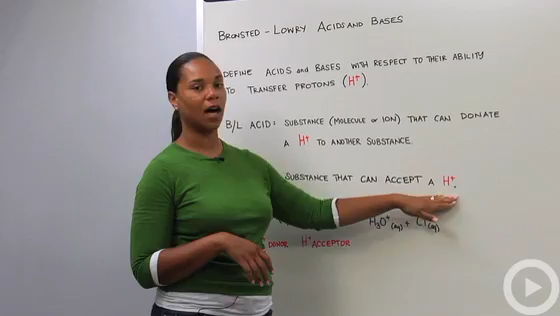 BRONSTED - LOWRY ACIDS AND BASES
DEFINE ACIDS AND BASES WITH RESPECT TO THEIR ABILITY
TO TRANSFER PROTONS (H⁺).
B/L ACID: SUBSTANCE (MOLECULE OR ION) THAT CAN DONATE
A H⁺ TO ANOTHER SUBSTANCE.
SUBSTANCE THAT CAN ACCEPT A H⁺.
H₃O⁺(aq) + Cl⁻(aq)
DONOR H⁺ACCEPTOR